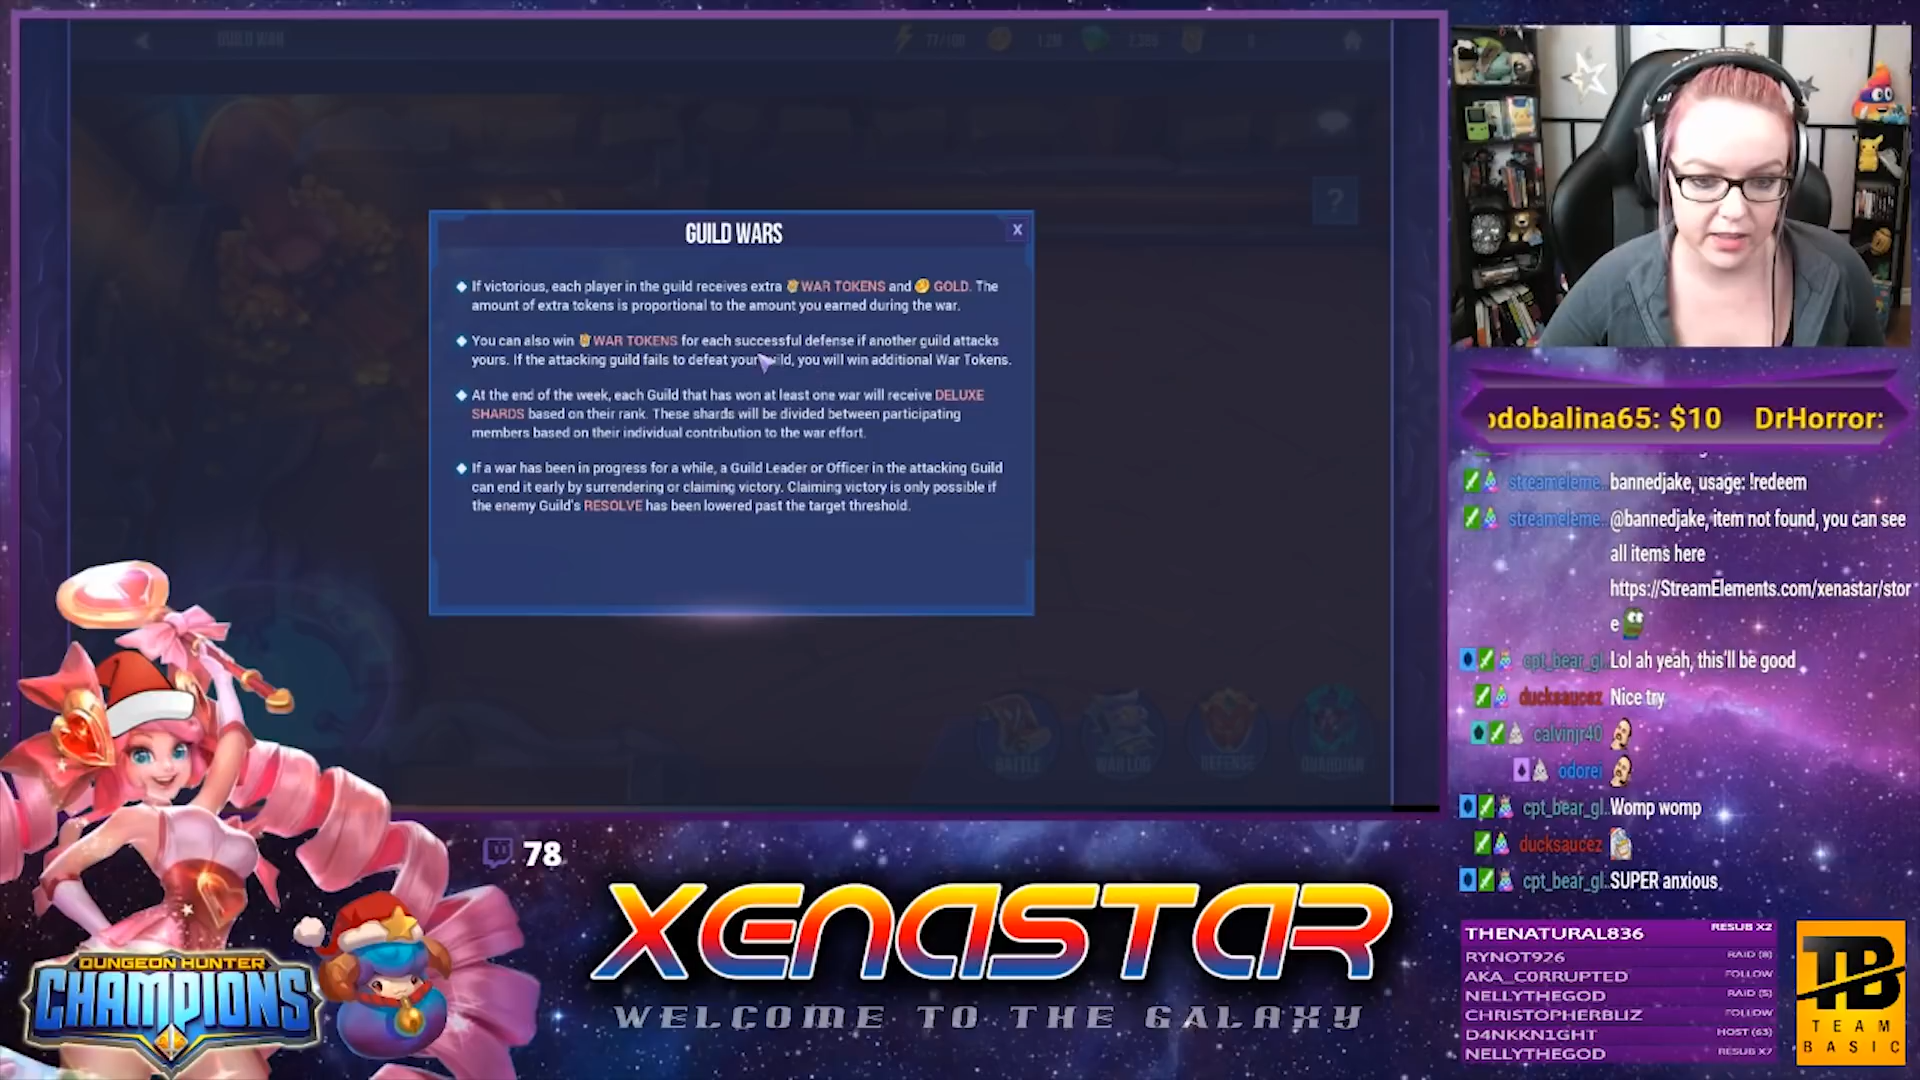 GUILD WAR
77/100
GUILD WARS
X
If victorious, each player in the guild receives extra WAR TOKENS and GOLD. The
amount of extra tokens is proportional to the amount you earned during the war.
You can also win WAR TOKENS for each successful defense if another guild attacks
yours. If the attacking guild fails to defeat your guild, you will win additional War Tokens.
At the end of the week, each Guild that has won at least one war will receive DELUXE
SHARDS based on their rank. These shards will be divided between participating
members based on their individual contribution to the war effort.
If a war has been in progress for a while, a Guild Leader or Officer in the attacking Guild
can end it early by surrendering or claiming victory. Claiming victory is only possible if
the enemy Guild's RESOLVE has been lowered past the target threshold.
?
BATTLE
WAR LOG
DEFENSE
GUARDIAN
78
XENASTAR
WELCOME TO THE GALAXY
DUNGEON HUNTER
CHAMPIONS
odobalina65: $10 DrHorror:
streameleme.. bannedjake, usage: !redeem
streameleme.. @bannedjake, item not found, you can see
all items here
https://StreamElements.com/xenastar/stor
e
cpt_bear_gl.. Lol ah yeah, this'll be good
ducksaucez Nice try
calvinjr40
odorei
cpt_bear_gl.. Womp womp
ducksaucez
cpt_bear_gl.. SUPER anxious
THENATURAL836 RESUB X2
RYNOT926 RAID (8)
AKA_C0RRUPTED FOLLOW
NELLYTHEGOD RAID (5)
CHRISTOPHERBLIZ FOLLOW
D4NKKN1GHT HOST (63)
NELLYTHEGOD RESUB X7
TB
TEAM
BASIC